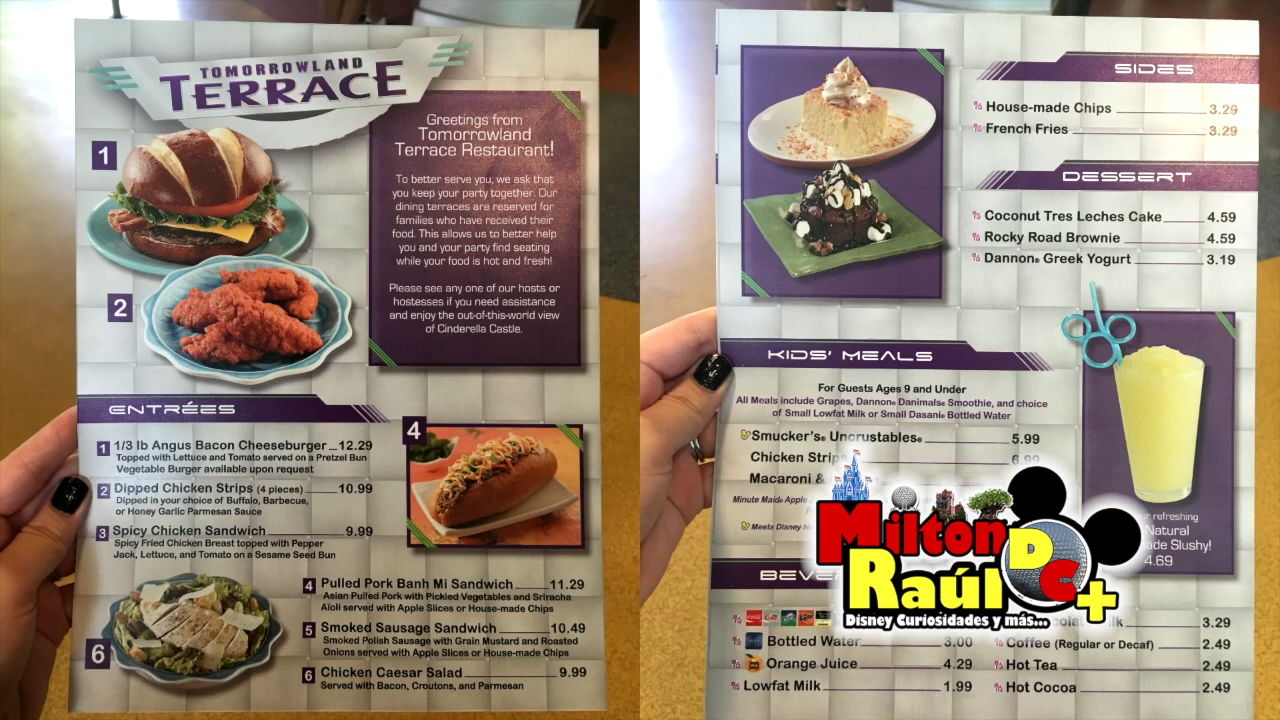 TOMORROWLAND
TERRACE
1
2
Greetings from
Tomorrowland
Terrace Restaurant!
To better serve you, we ask that
you keep your party together. Our
dining terraces are reserved for
families who have received their
food. This allows us to better help
you and your party find seating
while your food is hot and fresh!
Please see any one of our hosts or
hostesses if you need assistance
and enjoy the out-of-this-world view
of Cinderella Castle.
ENTRÉES
1 1/3 lb Angus Bacon Cheeseburger 12.29
Topped with Lettuce and Tomato served on a Pretzel Bun
Vegetable Burger available upon request
2 Dipped Chicken Strips (4 pieces) 10.99
Dipped in your choice of Buffalo, Barbecue,
or Honey Garlic Parmesan Sauce
3 Spicy Chicken Sandwich 9.99
Spicy Fried Chicken Breast topped with Pepper
Jack, Lettuce, and Tomato on a Sesame Seed Bun
4
4 Pulled Pork Banh Mi Sandwich 11.29
Asian Pulled Pork with Pickled Vegetables and Sriracha
Aïoli served with Apple Slices or House-made Chips
5 Smoked Sausage Sandwich 10.49
Smoked Polish Sausage with Grain Mustard and Roasted
Onions served with Apple Slices or House-made Chips
6 Chicken Caesar Salad 9.99
Served with Bacon, Croutons, and Parmesan
6
SIDES
House-made Chips 3.29
French Fries 3.29
DESSERT
Coconut Tres Leches Cake 4.59
Rocky Road Brownie 4.59
Dannon® Greek Yogurt 3.19
KIDS' MEALS
For Guests Ages 9 and Under
All Meals include Grapes, Dannon® Danimals® Smoothie, and choice
of Small Lowfat Milk or Small Dasani® Bottled Water
Smucker's® Uncrustables® 5.99
Chicken Strips 6.99
Macaroni &
Minute Maid® Apple
Meets Disney
refreshing
Natural
Slushy!
4.69
Milton
Raúl DC+
Disney Curiosidades y más...
3.29
Bottled Water 3.00
Orange Juice 4.29
Lowfat Milk 1.99
Coffee (Regular or Decaf) 2.49
Hot Tea 2.49
Hot Cocoa 2.49